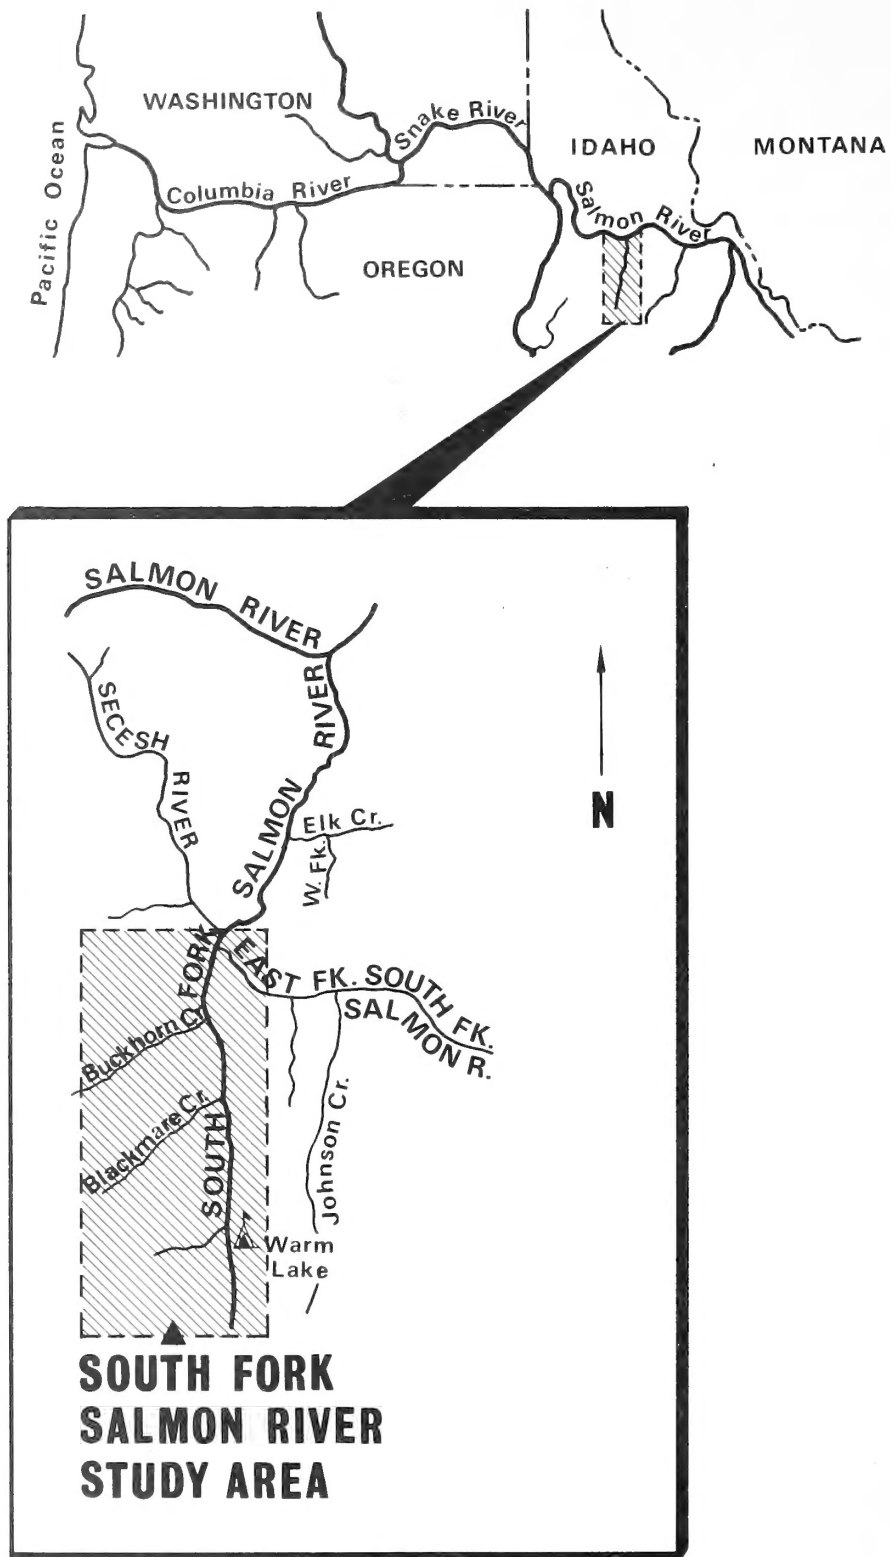 WASHINGTON
Snake River
IDAHO
MONTANA
Pacific Ocean
Columbia River
Salmon River
OREGON
SALMON RIVER
SECESH RIVER
SALMON RIVER
N
Elk Cr.
W. Fk.
FORK
EAST FK. SOUTH FK.
SALMON R.
Buckhorn Cr.
Blackmare Cr.
SOUTH
Johnson Cr.
Warm
Lake
SOUTH FORK
SALMON RIVER
STUDY AREA